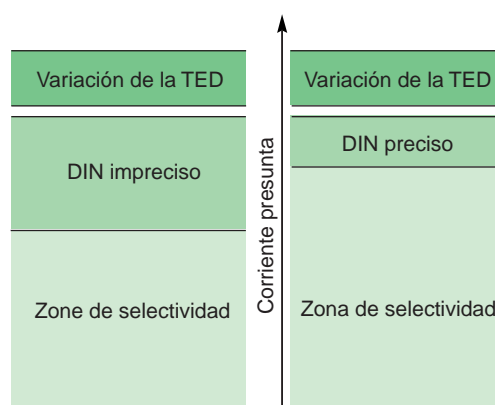 Variación de la TED
DIN impreciso
Zone de selectividad
Corriente presunta
Variación de la TED
DIN preciso
Zona de selectividad